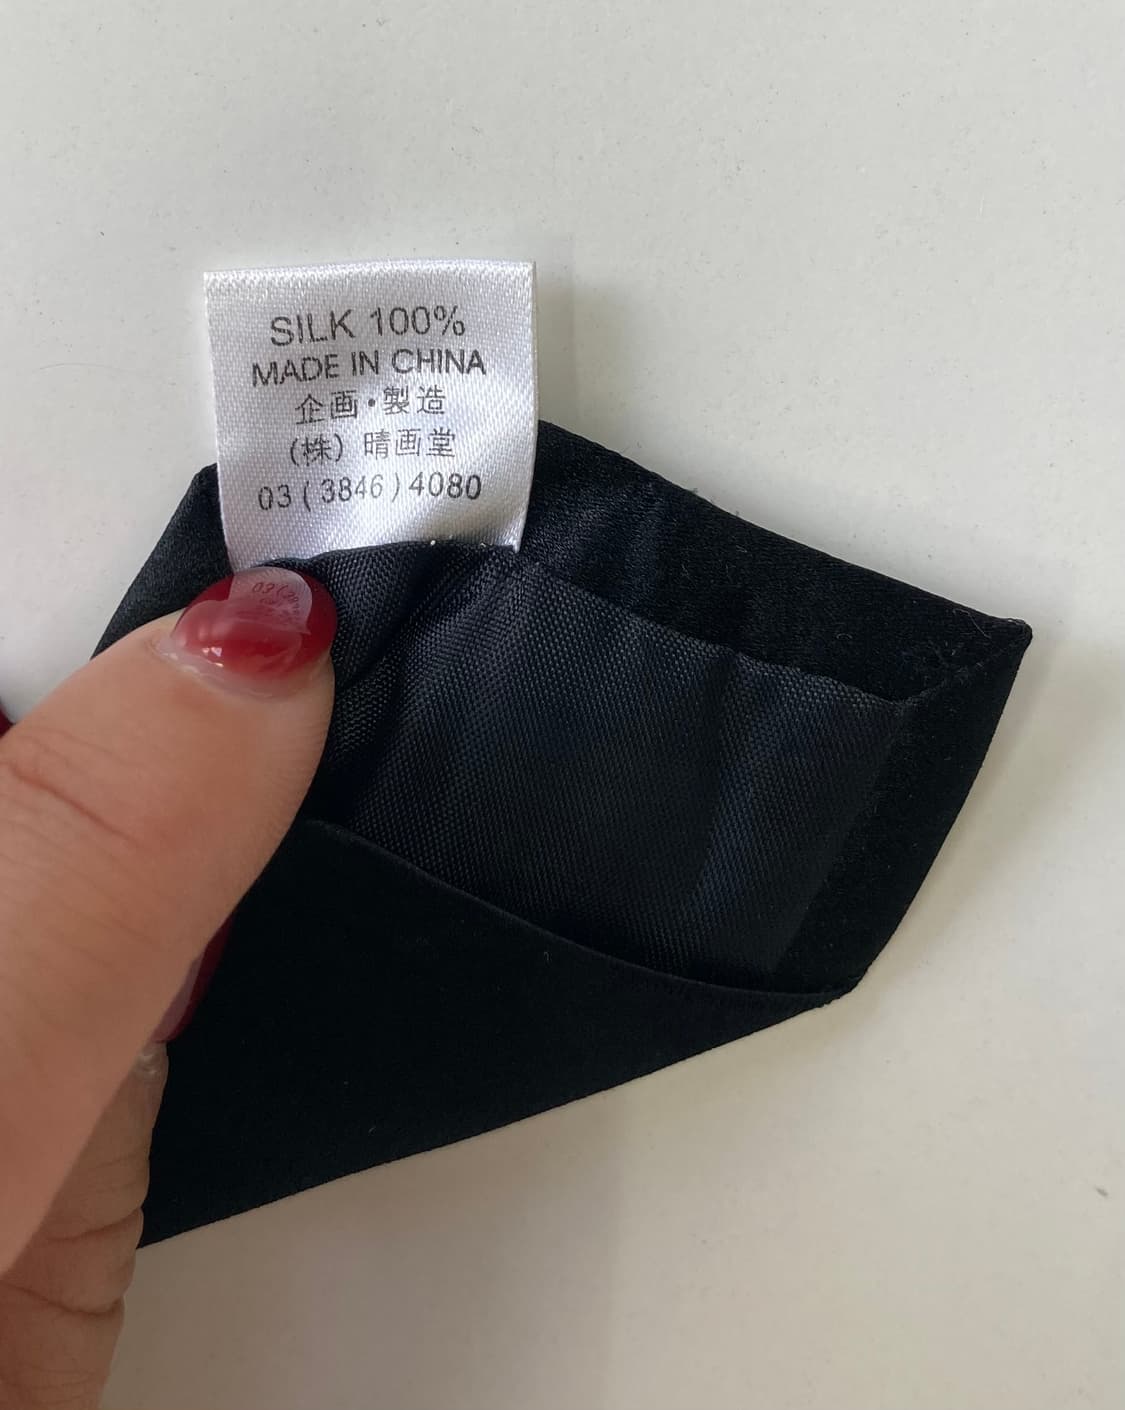 SILK 100%
MADE IN CHINA
企画・製造
(株) 晴画堂
03(3846)4080